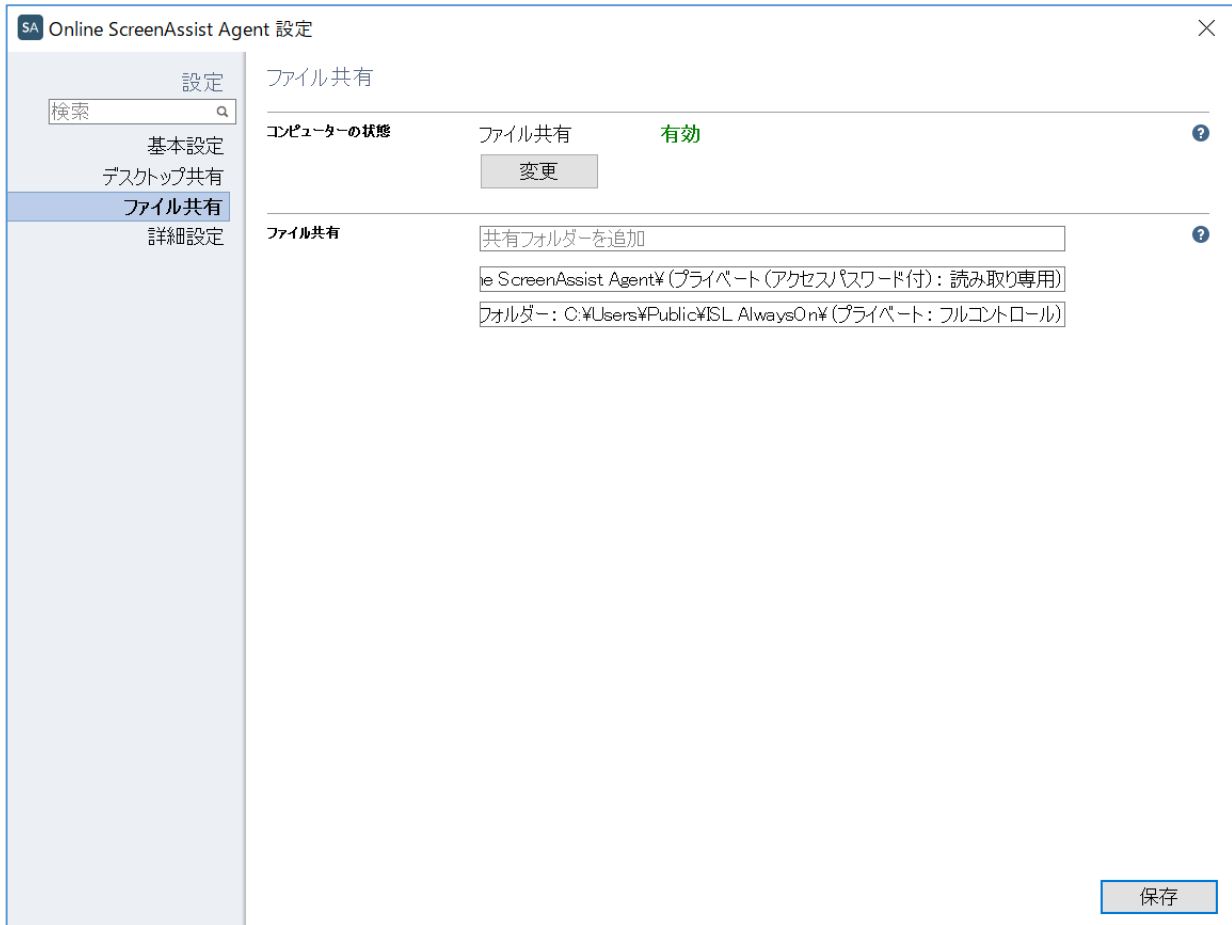 SA Online ScreenAssist Agent 設定
設定
検索
基本設定
デスクトップ共有
ファイル共有
詳細設定
ファイル共有
コンピューターの状態 ファイル共有 有効 ?
変更
ファイル共有 共有フォルダーを追加 ?
ScreenAssist Agent¥ (プライベート (アクセスパスワード付) : 読み取り専用)
フォルダー : C:¥Users¥Public¥ISL AlwaysOn¥ (プライベート : フルコントロール)
保存